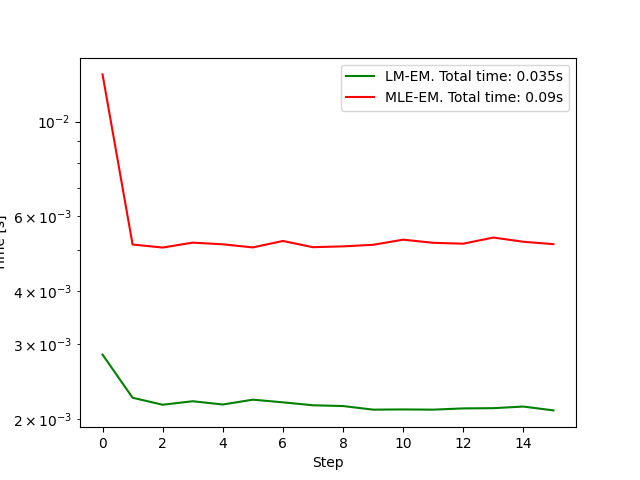 LM-EM. Total time: 0.035s
MLE-EM. Total time: 0.09s
10⁻²
6 × 10⁻³
4 × 10⁻³
3 × 10⁻³
2 × 10⁻³
[s]
0 2 4 6 8 10 12 14
Step